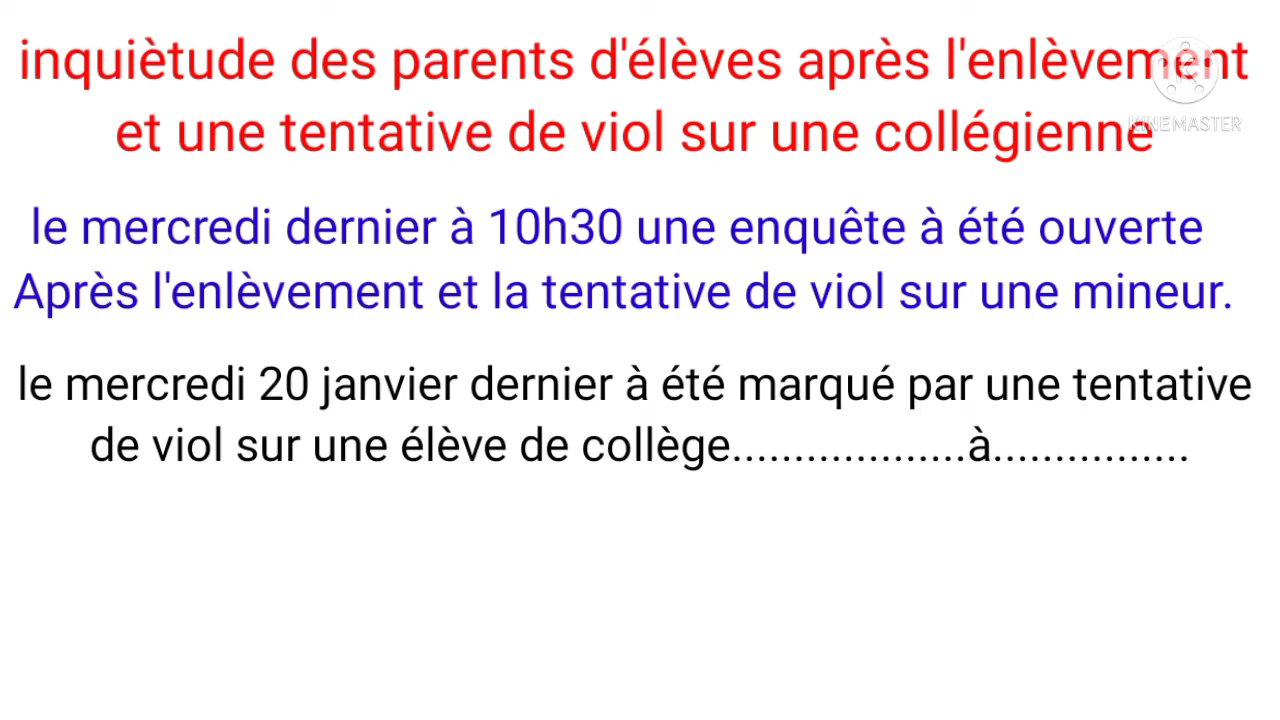 inquiètude des parents d'élèves après l'enlèvement
et une tentative de viol sur une collégienne
KINEMASTER
le mercredi dernier à 10h30 une enquête à été ouverte
Après l'enlèvement et la tentative de viol sur une mineur.
le mercredi 20 janvier dernier à été marqué par une tentative
de viol sur une élève de collège...................à................